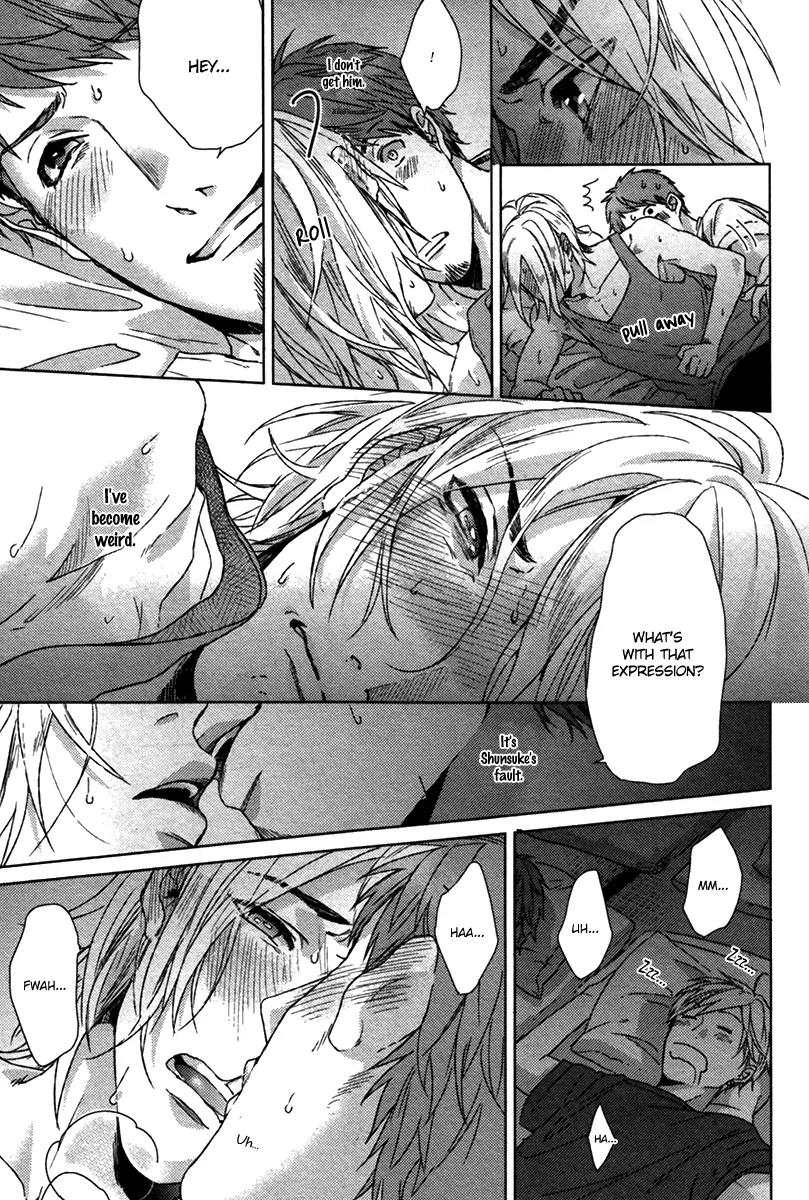 !
pull away
I don't
get him.
Roll
HEY...
WHAT'S
WITH THAT
EXPRESSION?
I've
become
weird.
It's
Shunsuke's
fault.
MM...
UH...
Zzz...
Zzz...
HA...
HAA...
FWAH...
Uh...